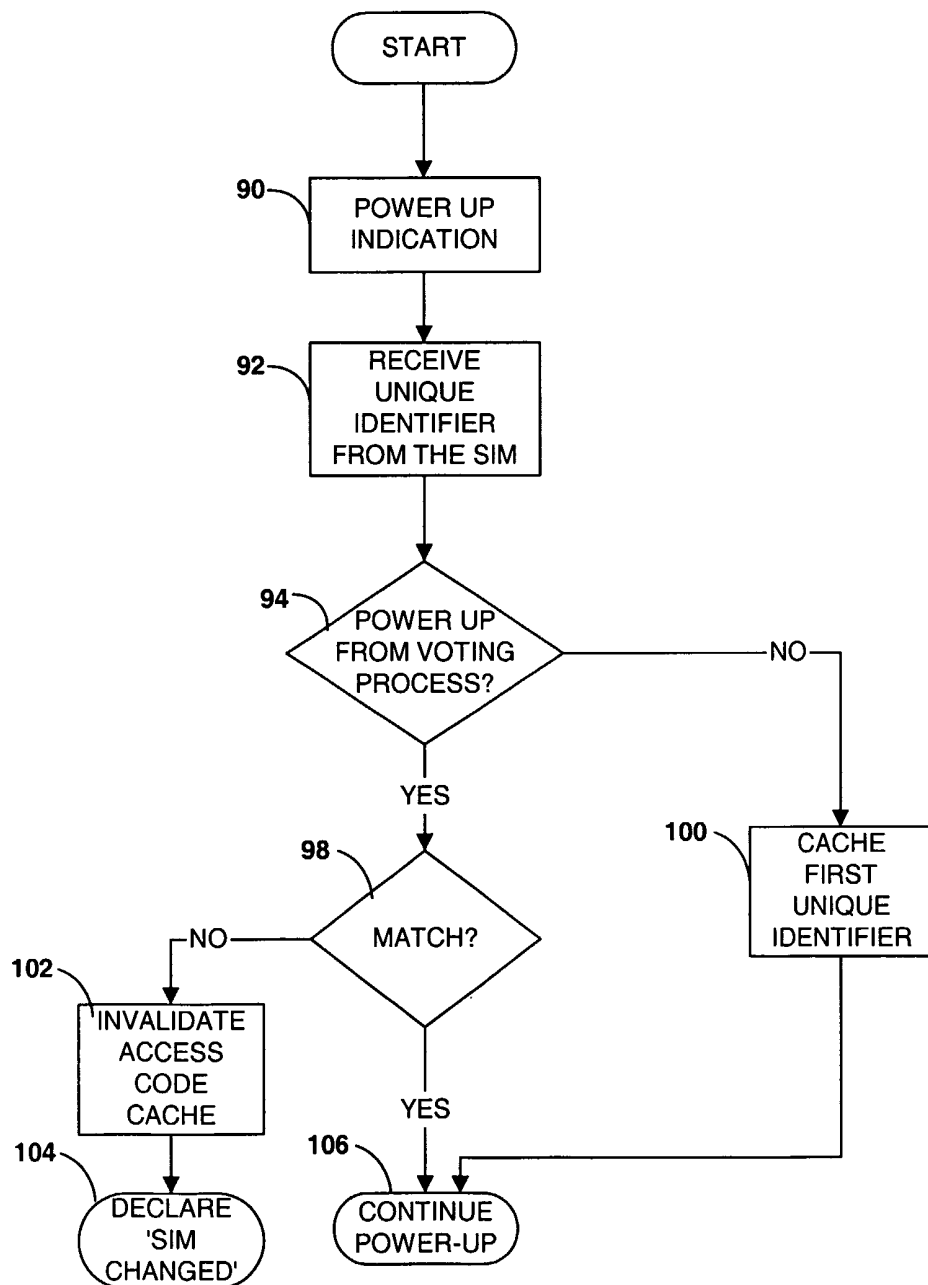 START
90
POWER UP
INDICATION
92
RECEIVE
UNIQUE
IDENTIFIER
FROM THE SIM
94
POWER UP
FROM VOTING
PROCESS?
NO
YES
98
MATCH?
100
CACHE
FIRST
UNIQUE
IDENTIFIER
NO
102
INVALIDATE
ACCESS
CODE
CACHE
YES
104
DECLARE
'SIM
CHANGED'
106
CONTINUE
POWER-UP